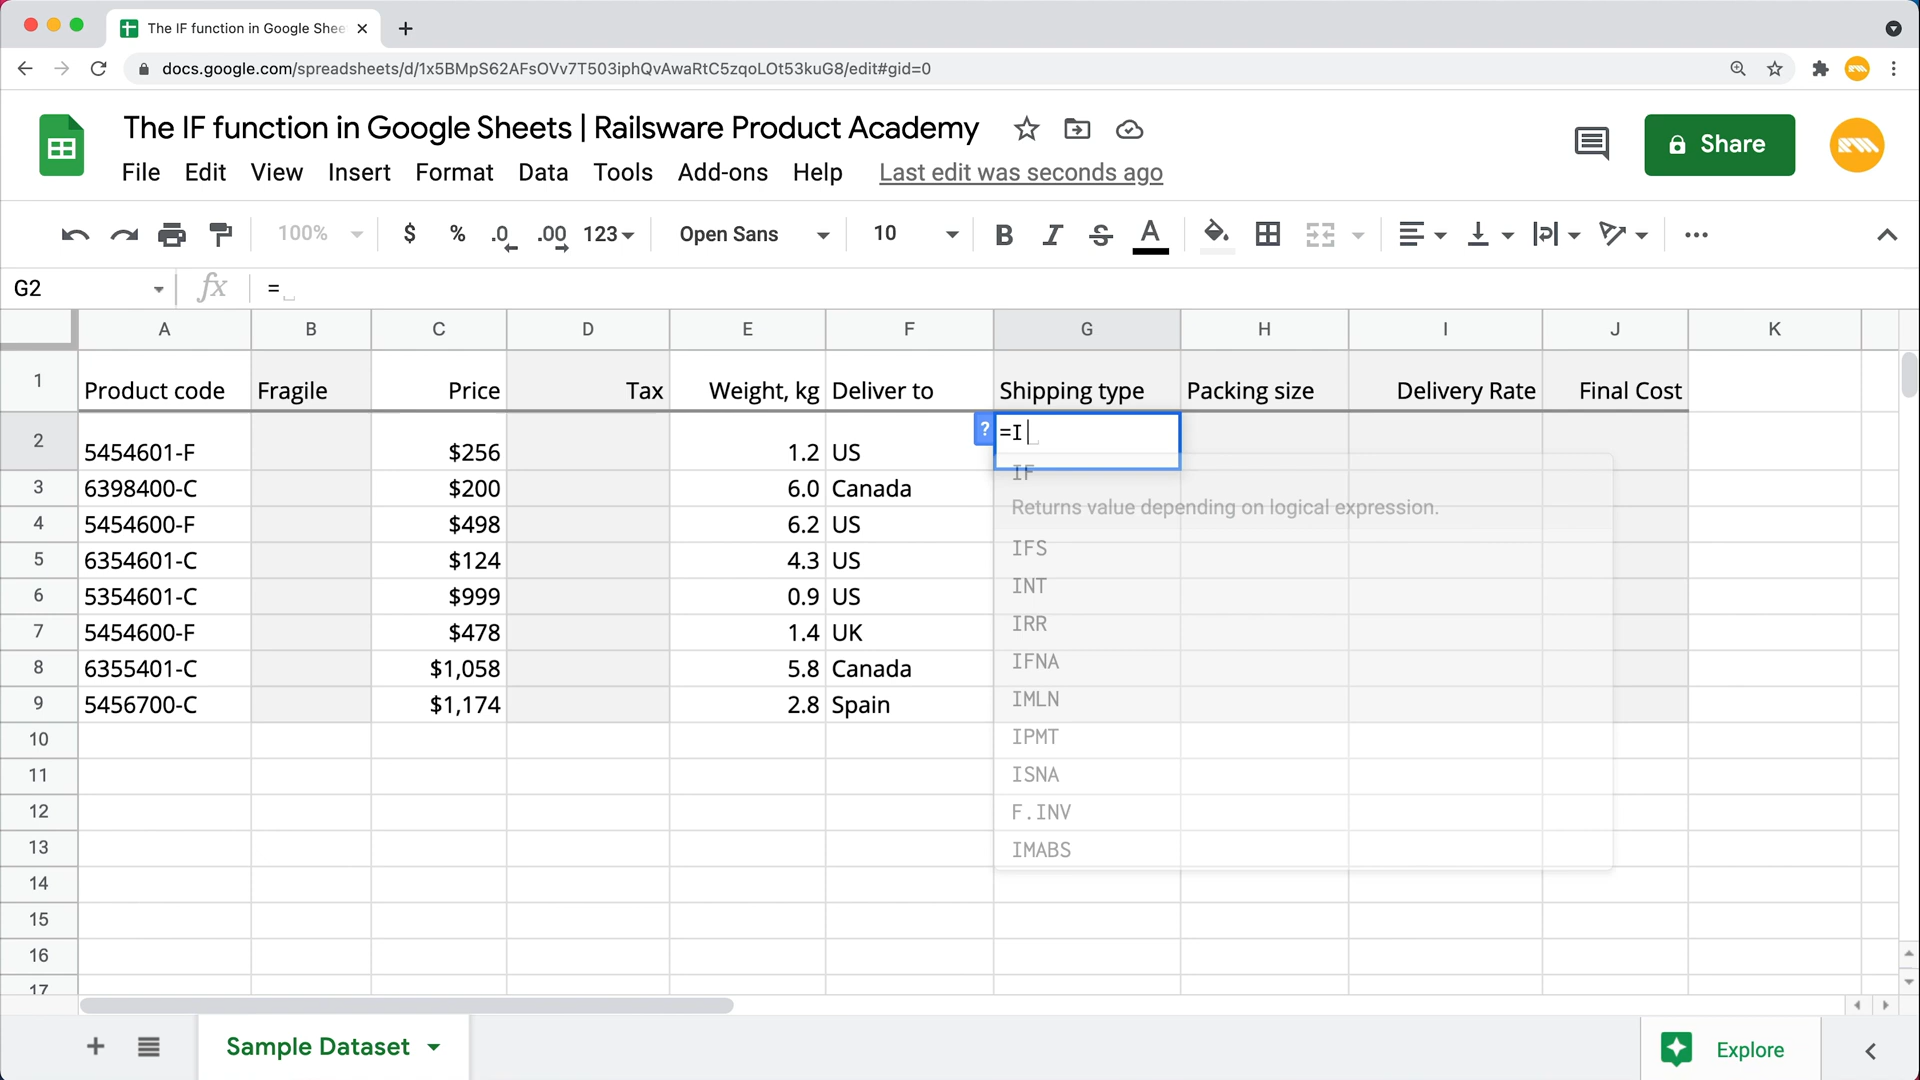 The IF function in Google Shee
docs.google.com/spreadsheets/d/1x5BMpS62AFsOVv7T503iphQvAwaRtC5zqoLOt53kuG8/edit#gid=0
The IF function in Google Sheets | Railsware Product Academy
File Edit View Insert Format Data Tools Add-ons Help Last edit was seconds ago
Share
100% $ % .0 .00 123 Open Sans 10 B I S A
G2 fx =
A B C D E F G H I J K
1 Product code Fragile Price Tax Weight, kg Deliver to Shipping type Packing size Delivery Rate Final Cost
? =I
2 5454601-F $256 1.2 US
IF
3 6398400-C $200 6.0 Canada
Returns value depending on logical expression.
4 5454600-F $498 6.2 US
IFS
5 6354601-C $124 4.3 US
INT
6 5354601-C $999 0.9 US
IRR
7 5454600-F $478 1.4 UK
IFNA
8 6355401-C $1,058 5.8 Canada
IMLN
9 5456700-C $1,174 2.8 Spain
IPMT
10
ISNA
11
F.INV
12
IMABS
13
14
15
16
17
Sample Dataset
Explore